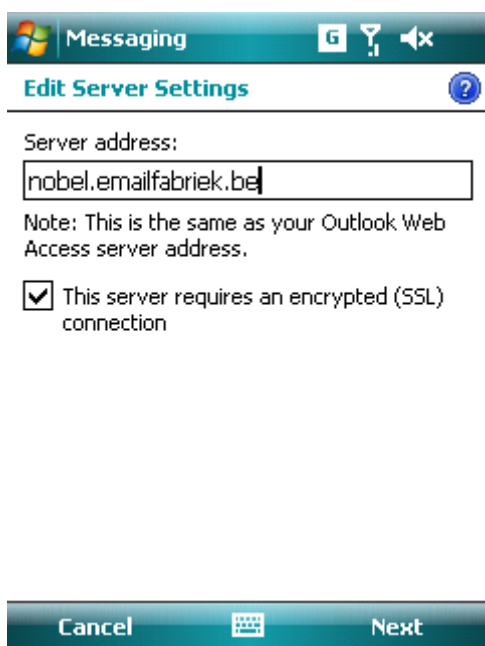 Messaging G
Edit Server Settings ?
Server address:
nobel.emailfabriek.be
Note: This is the same as your Outlook Web
Access server address.
This server requires an encrypted (SSL)
connection
Cancel Next